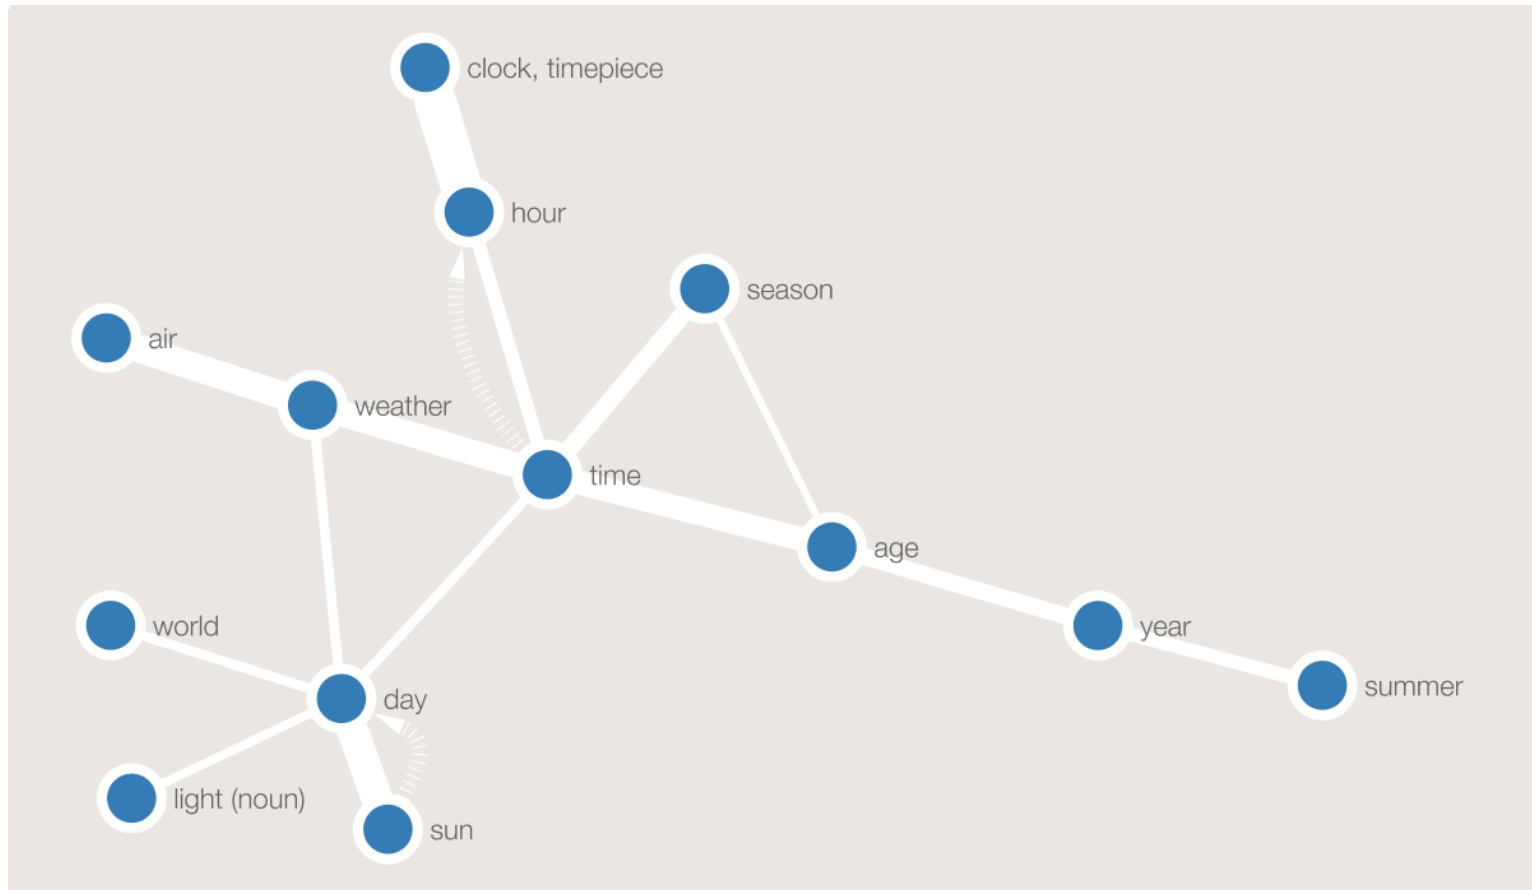 clock, timepiece
hour
season
air
weather
time
age
world
year
summer
day
light (noun)
sun